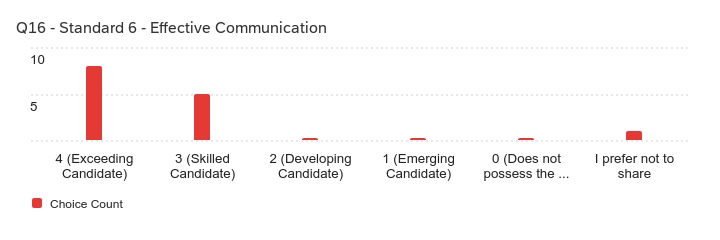 Q16 - Standard 6 - Effective Communication
10
5
4 (Exceeding
Candidate)
3 (Skilled
Candidate)
2 (Developing
Candidate)
1 (Emerging
Candidate)
0 (Does not
possess the ...
I prefer not to
share
Choice Count